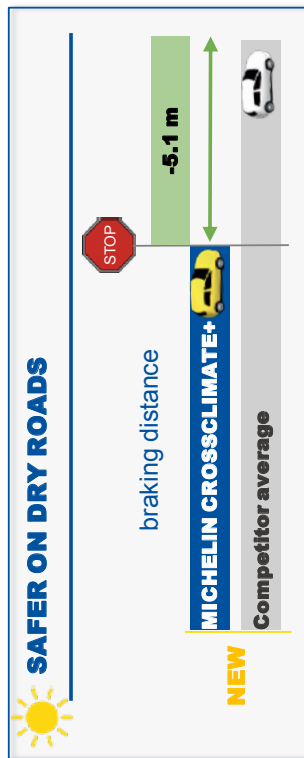 SAFER ON DRY ROADS
braking distance
STOP
-5.1 m
NEW
MICHELIN CROSSCLIMATE+
Competitor average